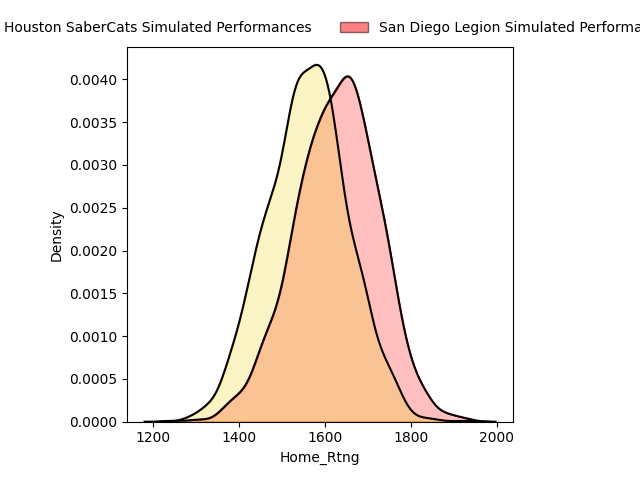 Houston SaberCats Simulated Performances
San Diego Legion Simulated Performa
0.0040
0.0035
0.0030
0.0025
0.0020
0.0015
0.0010
0.0005
0.0000
Density
1200 1400 1600 1800 2000
Home_Rtng